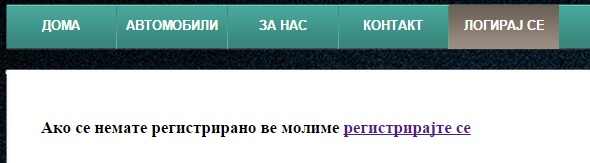 ДОМА АВТОМОБИЛИ ЗА НАС КОНТАКТ ЛОГИРАЈ СЕ
Ако се немате регистрирано ве молиме регистрирајте се